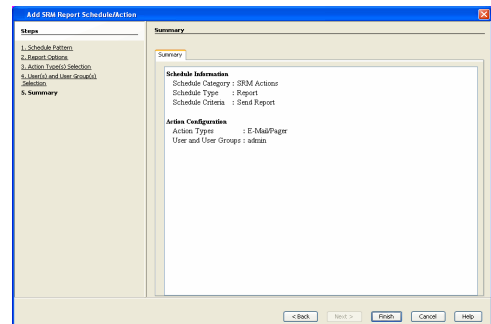 Add SRM Report Schedule/Action
Steps
1. Schedule Pattern
2. Report Options
3. Action Type(s) Selection
4. User(s) and User Group(s)
Selection
5. Summary
Summary
Summary
Schedule Information
Schedule Category : SRM Actions
Schedule Type : Report
Schedule Criteria : Send Report
Action Configuration
Action Types : E-Mail/Pager
User and User Groups : admin
< Back
Next >
Finish
Cancel
Help